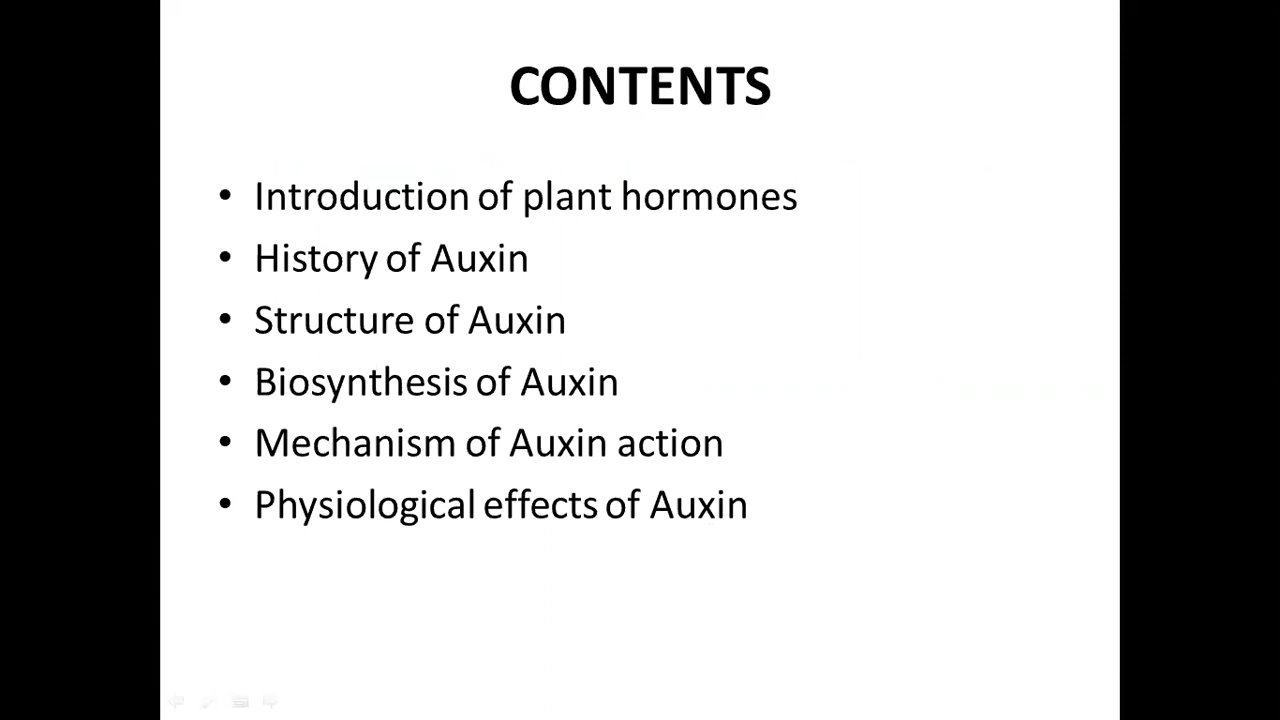 CONTENTS
• Introduction of plant hormones
• History of Auxin
• Structure of Auxin
• Biosynthesis of Auxin
• Mechanism of Auxin action
• Physiological effects of Auxin